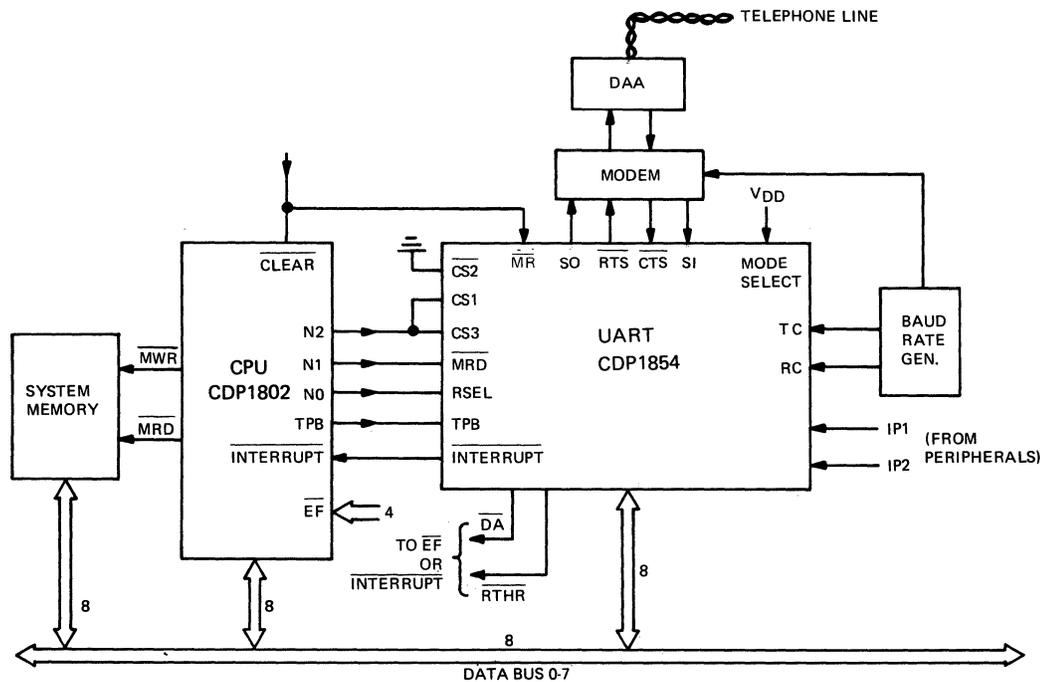 TELEPHONE LINE
DAA
MODEM
VDD
CLEAR
CS2
MR
SO
RTS
CTS
SI
MODE
SELECT
CS1
N2
CS3
UART
CDP1854
TC
BAUD
RATE
GEN.
MWR
CPU
CDP1802
N1
MRD
RC
SYSTEM
MEMORY
N0
RSEL
MRD
TPB
TPB
IP1
(FROM
PERIPHERALS)
INTERRUPT
INTERRUPT
IP2
EF
4
DA
TO EF
OR
INTERRUPT
RTHR
8
8
8
8
DATA BUS 0-7